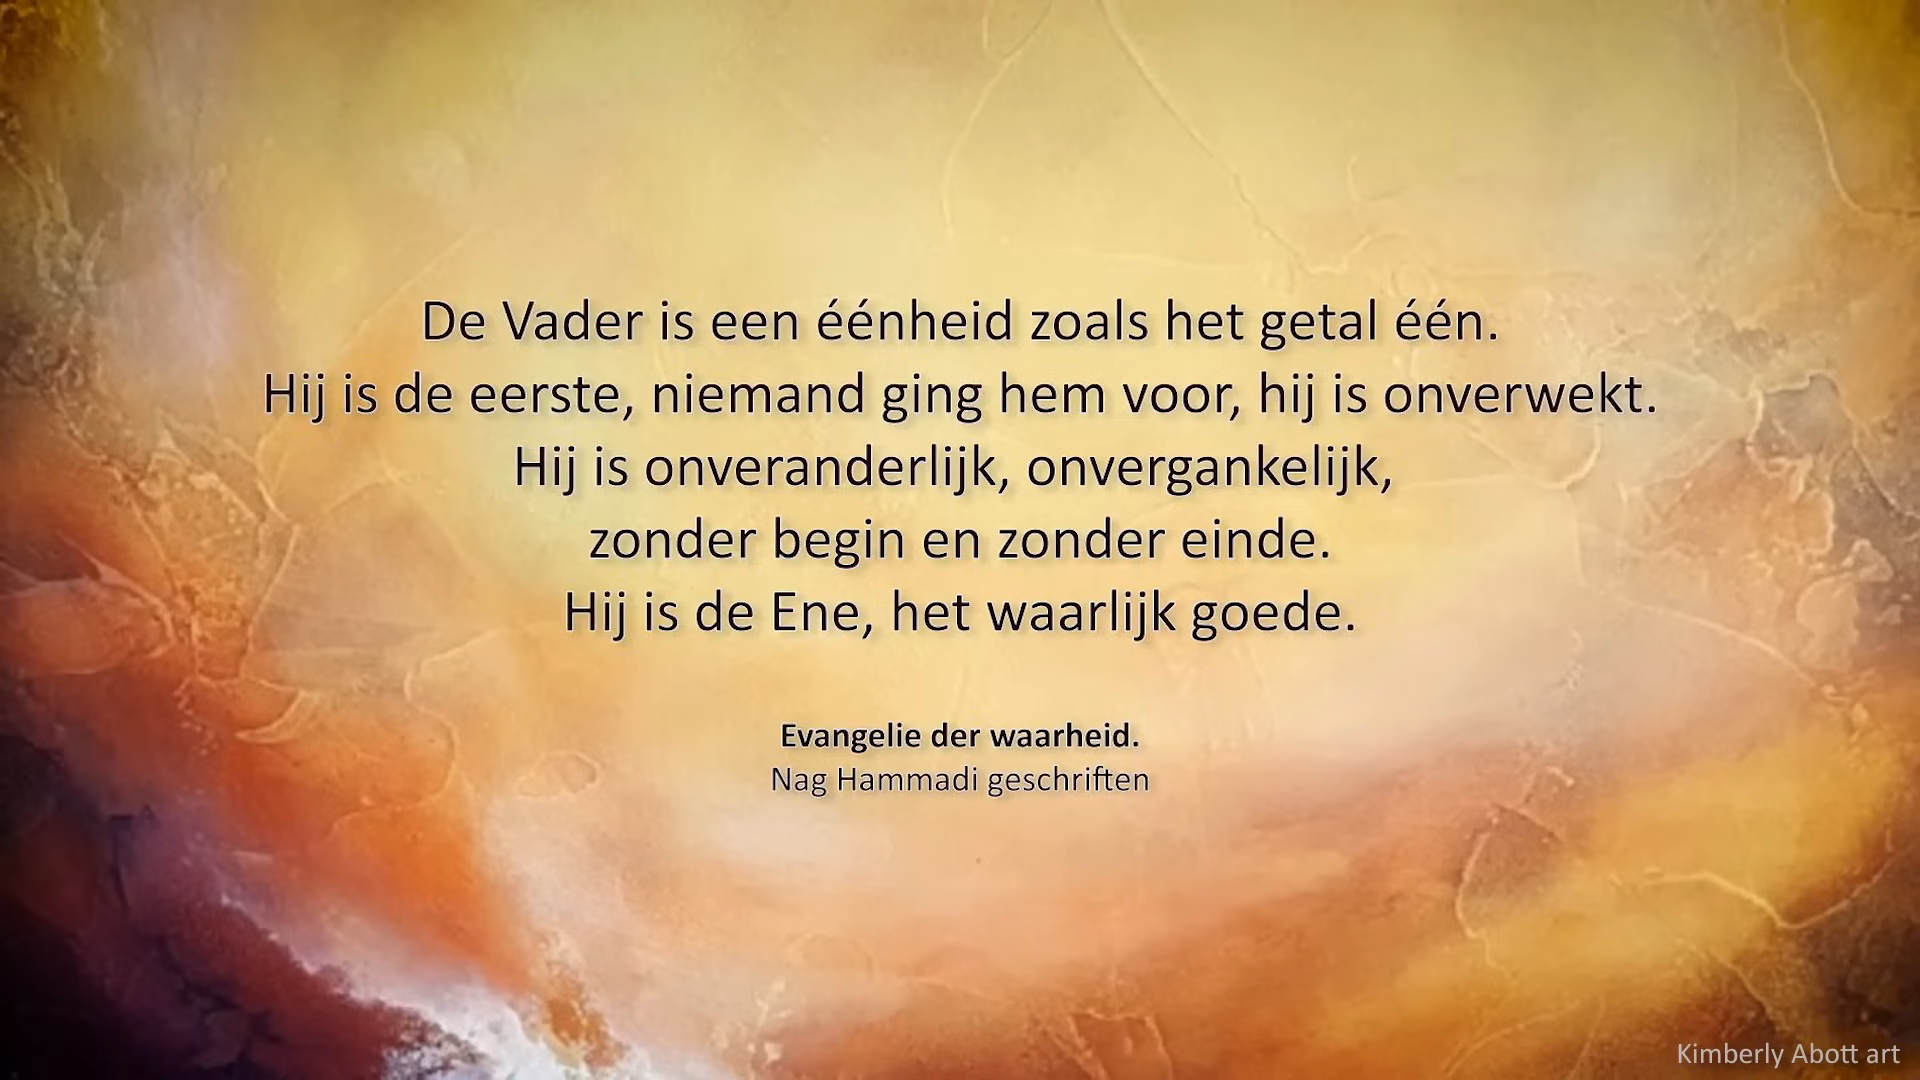 De Vader is een éénheid zoals het getal één.
Hij is de eerste, niemand ging hem voor, hij is onverwekt.
Hij is onveranderlijk, onvergankelijk,
zonder begin en zonder einde.
Hij is de Ene, het waarlijk goede.
Evangelie der waarheid.
Nag Hammadi geschriften
Kimberly Abott art